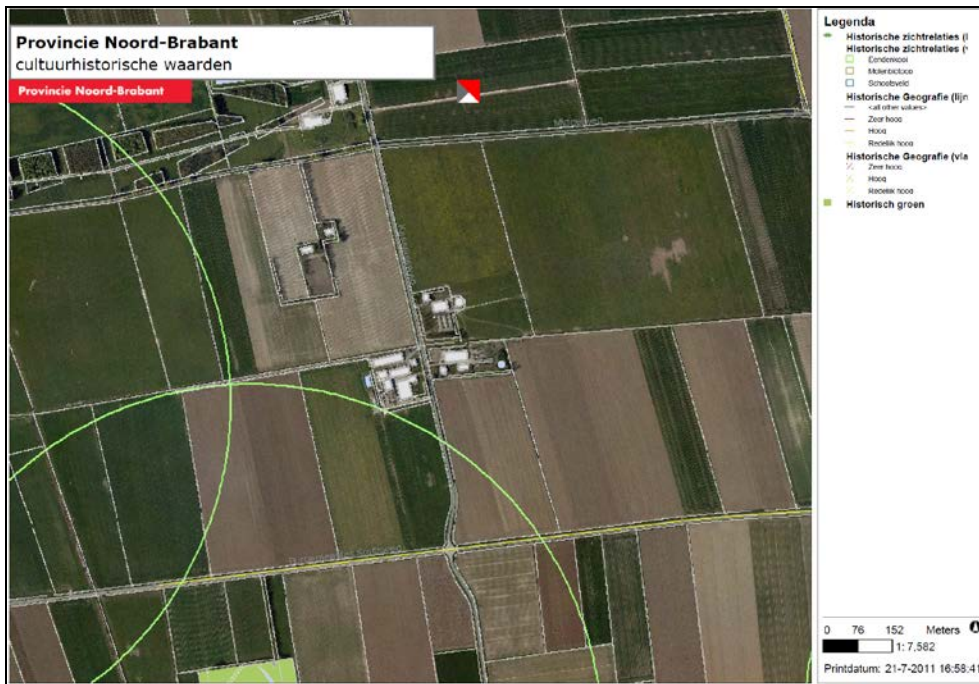 Provincie Noord-Brabant
cultuurhistorische waarden
Provincie Noord-Brabant
Legenda
Historische zichtrelaties (l
Historische zichtrelaties (v
Eendenkooi
Molenbiotoop
Schootsveld
Historische Geografie (lijn
<all other values>
Zeer hoog
Hoog
Redelijk hoog
Historische Geografie (vla
Zeer hoog
Hoog
Redelijk hoog
Historisch groen
0 76 152 Meters
1: 7,582
Printdatum: 21-7-2011 16:58:41